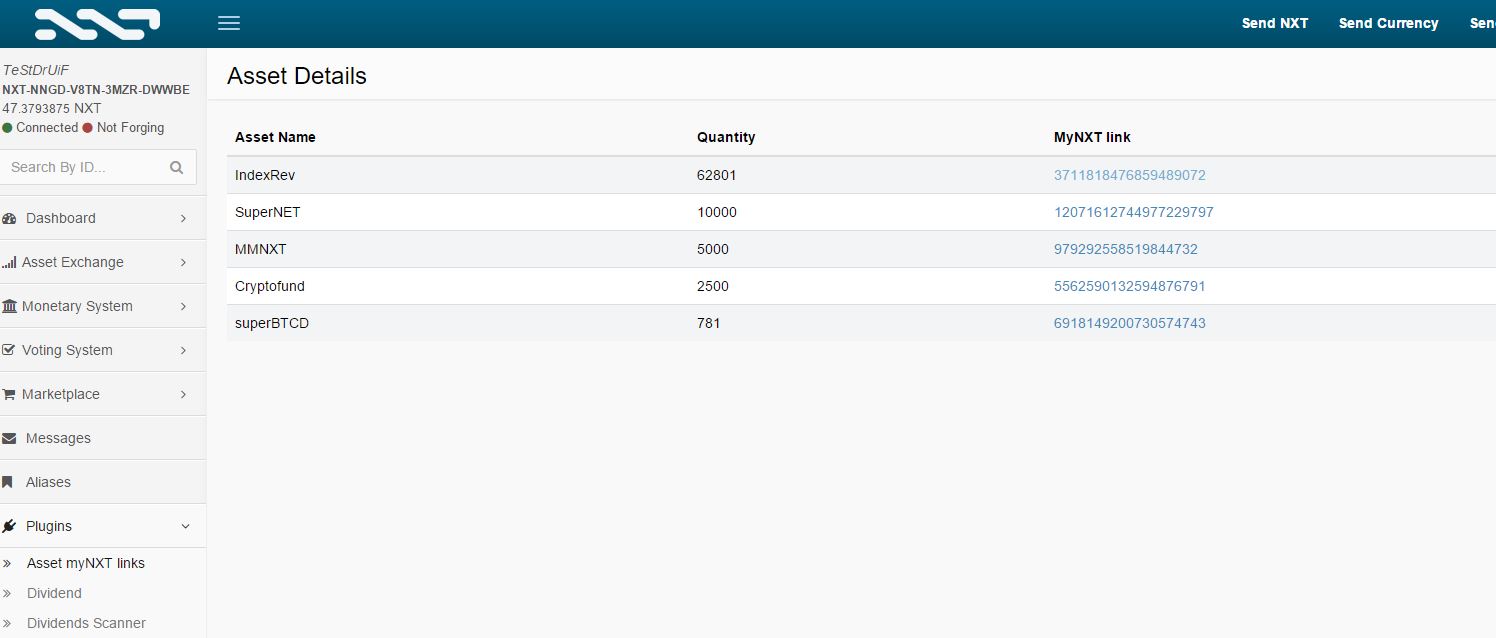 NXT
Send NXT Send Currency Sen
TeStDrUiF
NXT-NNGD-V8TN-3MZR-DWWBE
47.3793875 NXT
Connected Not Forging
Search By ID...
Dashboard
Asset Exchange
Monetary System
Voting System
Marketplace
Messages
Aliases
Plugins
Asset myNXT links
Dividend
Dividends Scanner
Asset Details
Asset Name Quantity MyNXT link
IndexRev 62801 3711818476859489072
SuperNET 10000 12071612744977229797
MMNXT 5000 979292558519844732
Cryptofund 2500 5562590132594876791
superBTCD 781 6918149200730574743